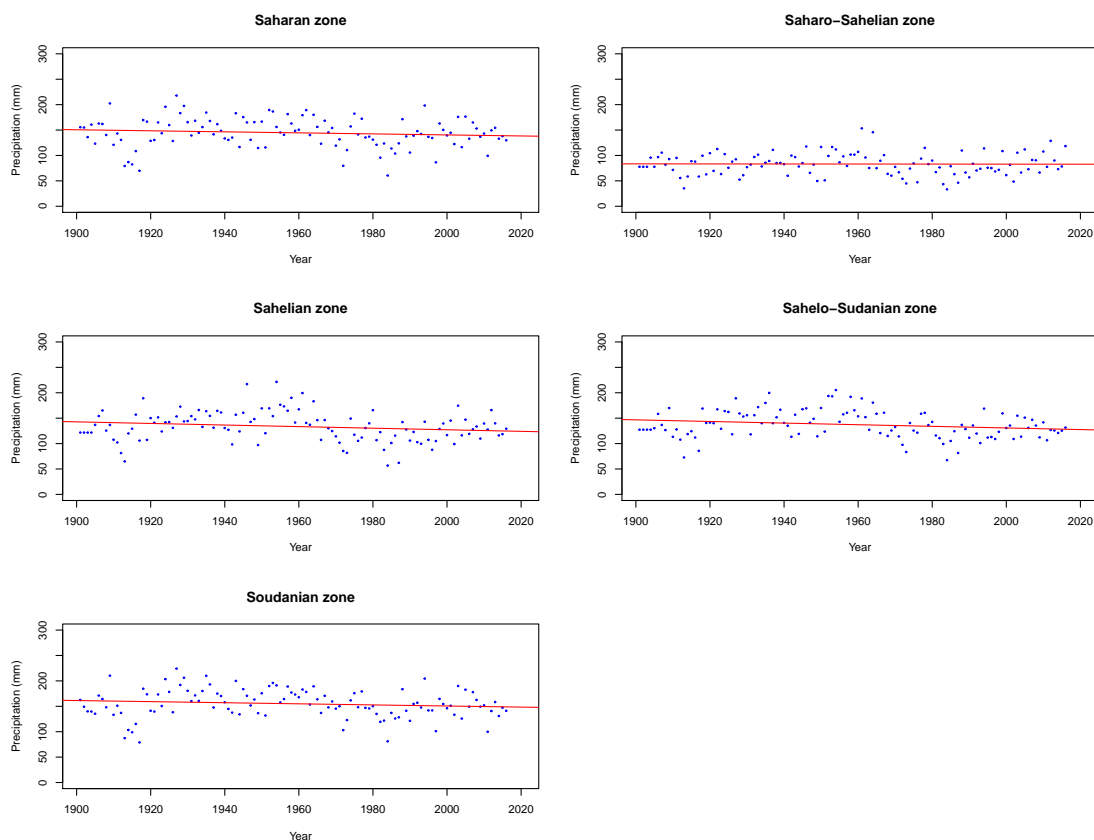 Saharan zone
Precipitation (mm)
300
200
100
50
0
1900 1920 1940 1960 1980 2000 2020
Year
Saharo−Sahelian zone
Precipitation (mm)
300
200
100
50
0
1900 1920 1940 1960 1980 2000 2020
Year
Sahelian zone
Precipitation (mm)
300
200
100
50
0
1900 1920 1940 1960 1980 2000 2020
Year
Sahelo−Sudanian zone
Precipitation (mm)
300
200
100
50
0
1900 1920 1940 1960 1980 2000 2020
Year
Soudanian zone
Precipitation (mm)
300
200
100
50
0
1900 1920 1940 1960 1980 2000 2020
Year